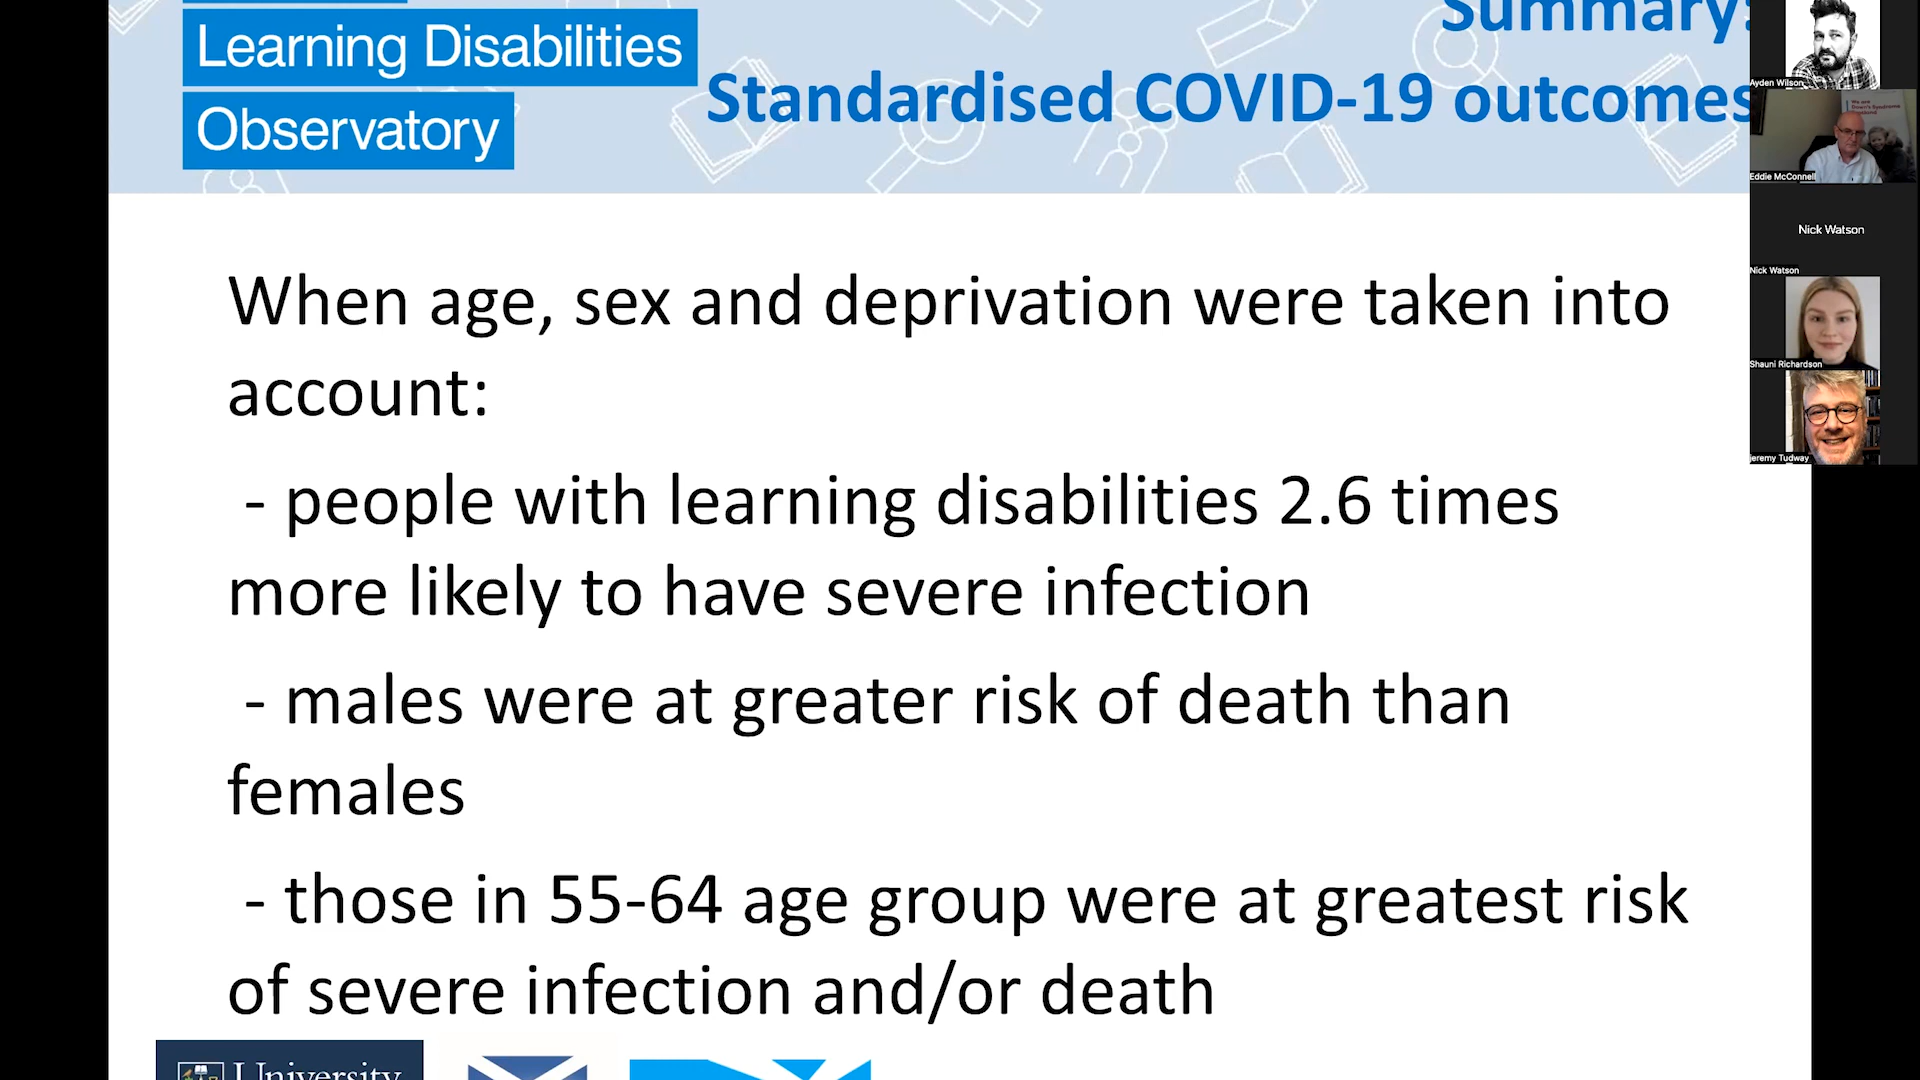 Learning Disabilities
Observatory
Summary:
Standardised COVID-19 outcomes
When age, sex and deprivation were taken into
account:
- people with learning disabilities 2.6 times
more likely to have severe infection
- males were at greater risk of death than
females
- those in 55-64 age group were at greatest risk
of severe infection and/or death
University
Ayden Wilson
Eddie McConnell
Nick Watson
Nick Watson
Shauni Richardson
jeremy Tudway